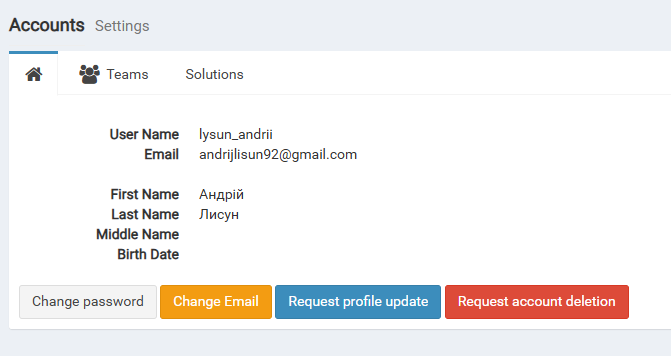 Accounts Settings
Teams Solutions
User Name lysun_andrii
Email andrijlisun92@gmail.com
First Name Андрій
Last Name Лисун
Middle Name
Birth Date
Change password Change Email Request profile update Request account deletion